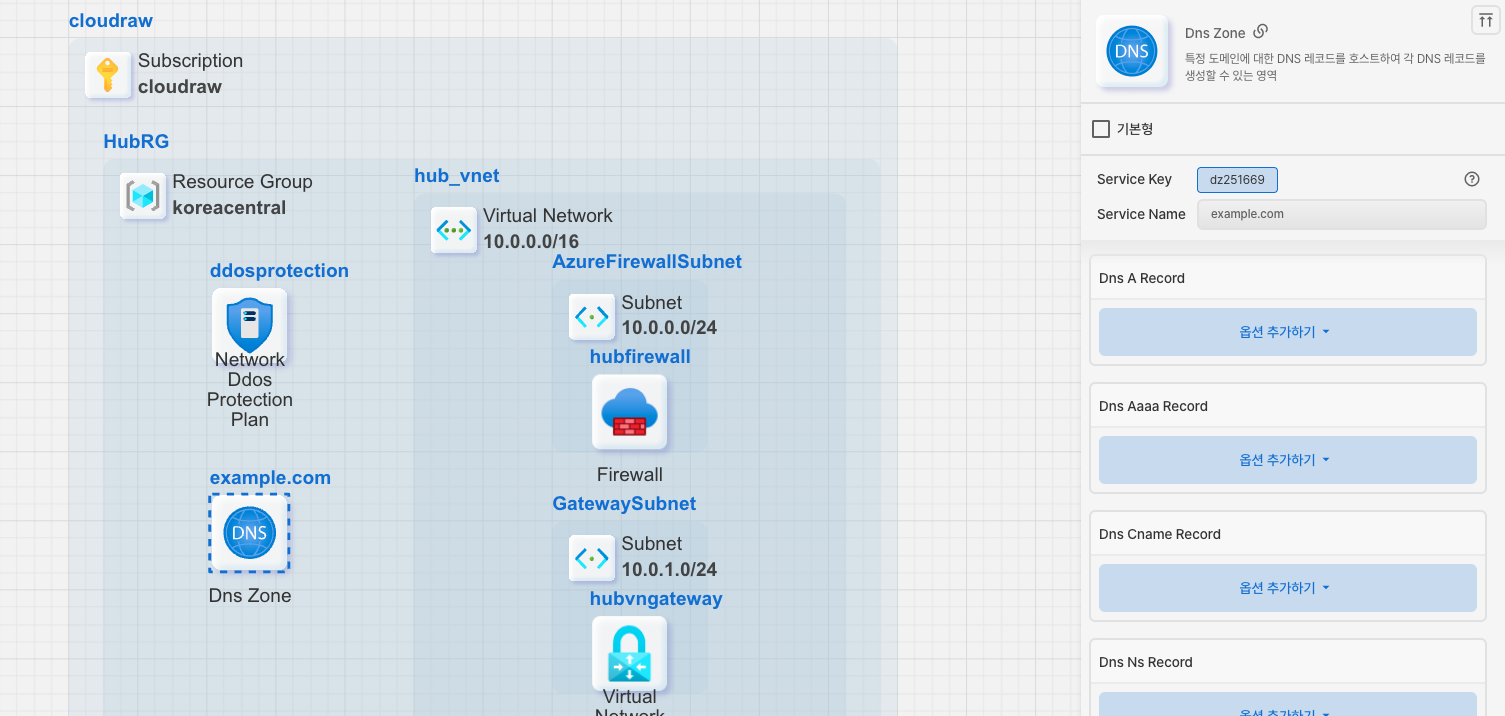 cloudraw
Subscription
cloudraw
HubRG
Resource Group
koreacentral
hub_vnet
Virtual Network
10.0.0.0/16
ddosprotection
Network
Ddos
Protection
Plan
AzureFirewallSubnet
Subnet
10.0.0.0/24
hubfirewall
Firewall
example.com
DNS
Dns Zone
GatewaySubnet
Subnet
10.0.1.0/24
hubvngateway
Virtual
Network
DNS
Dns Zone
특정 도메인에 대한 DNS 레코드를 호스트하여 각 DNS 레코드를
생성할 수 있는 영역
기본형
Service Key
dz251669
Service Name
example.com
Dns A Record
옵션 추가하기
Dns Aaaa Record
옵션 추가하기
Dns Cname Record
옵션 추가하기
Dns Ns Record
옵션 추가하기